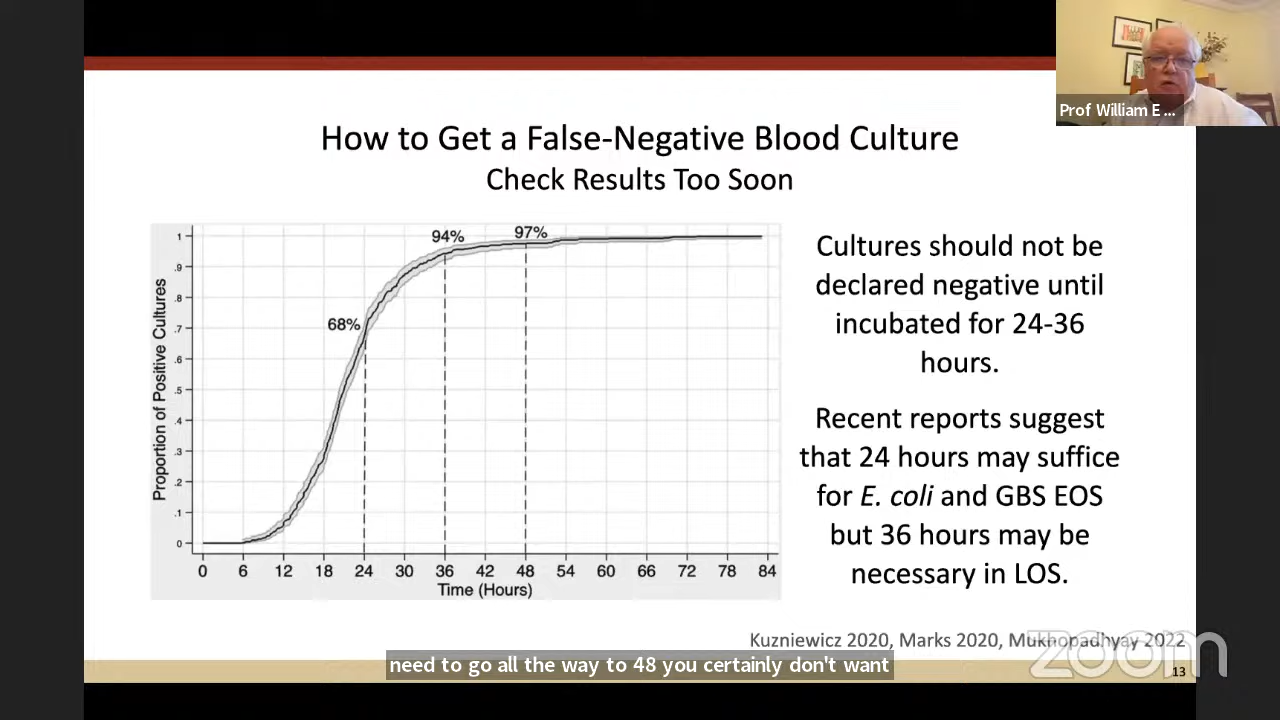 Prof William E ...
How to Get a False-Negative Blood Culture
Check Results Too Soon
Proportion of Positive Cultures
1
.9
.8
.7
.6
.5
.4
.3
.2
.1
0
68%
94%
97%
0 6 12 18 24 30 36 42 48 54 60 66 72 78 84
Time (Hours)
Cultures should not be
declared negative until
incubated for 24-36
hours.
Recent reports suggest
that 24 hours may suffice
for E. coli and GBS EOS
but 36 hours may be
necessary in LOS.
Kuzniewicz 2020, Marks 2020, Mukhopadhyay 2022
zoom
need to go all the way to 48 you certainly don't want
13